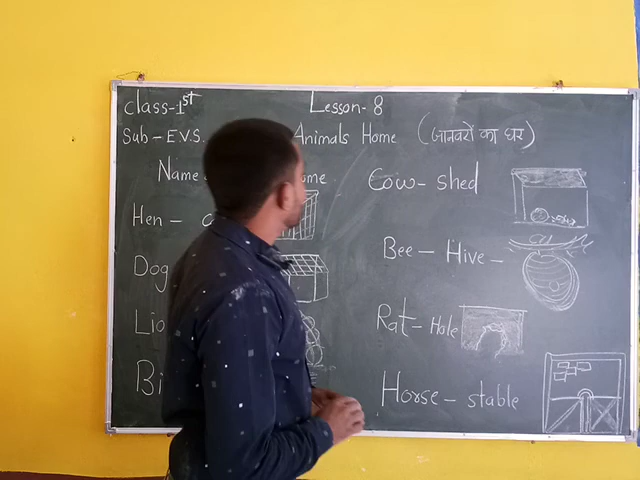 class-1st
Lesson-8
Sub-E.V.S.
Animals Home (जानवरों का घर)
Name
Hen -
Dog
Cow- shed
Bee - Hive -
Rat- Hole
Horse - stable